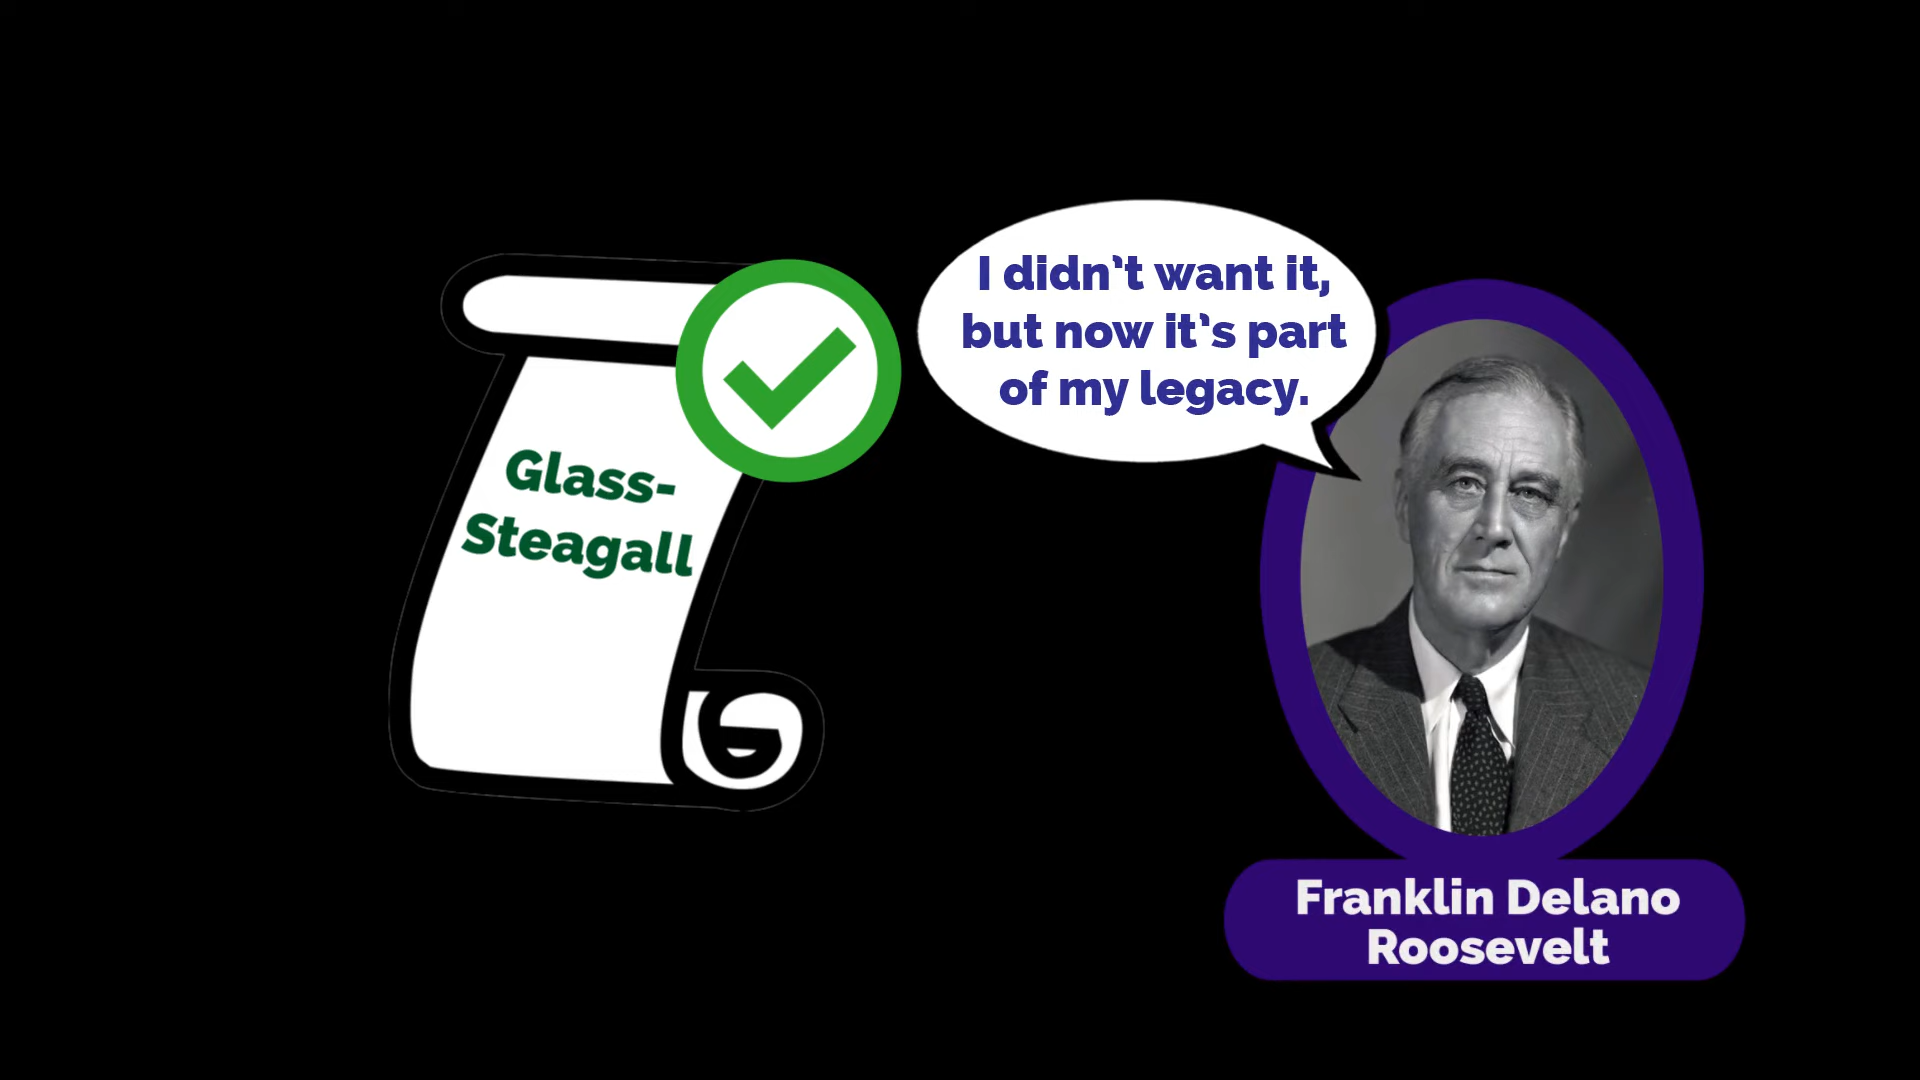 Glass-
Steagall
I didn't want it,
but now it's part
of my legacy.
Franklin Delano
Roosevelt